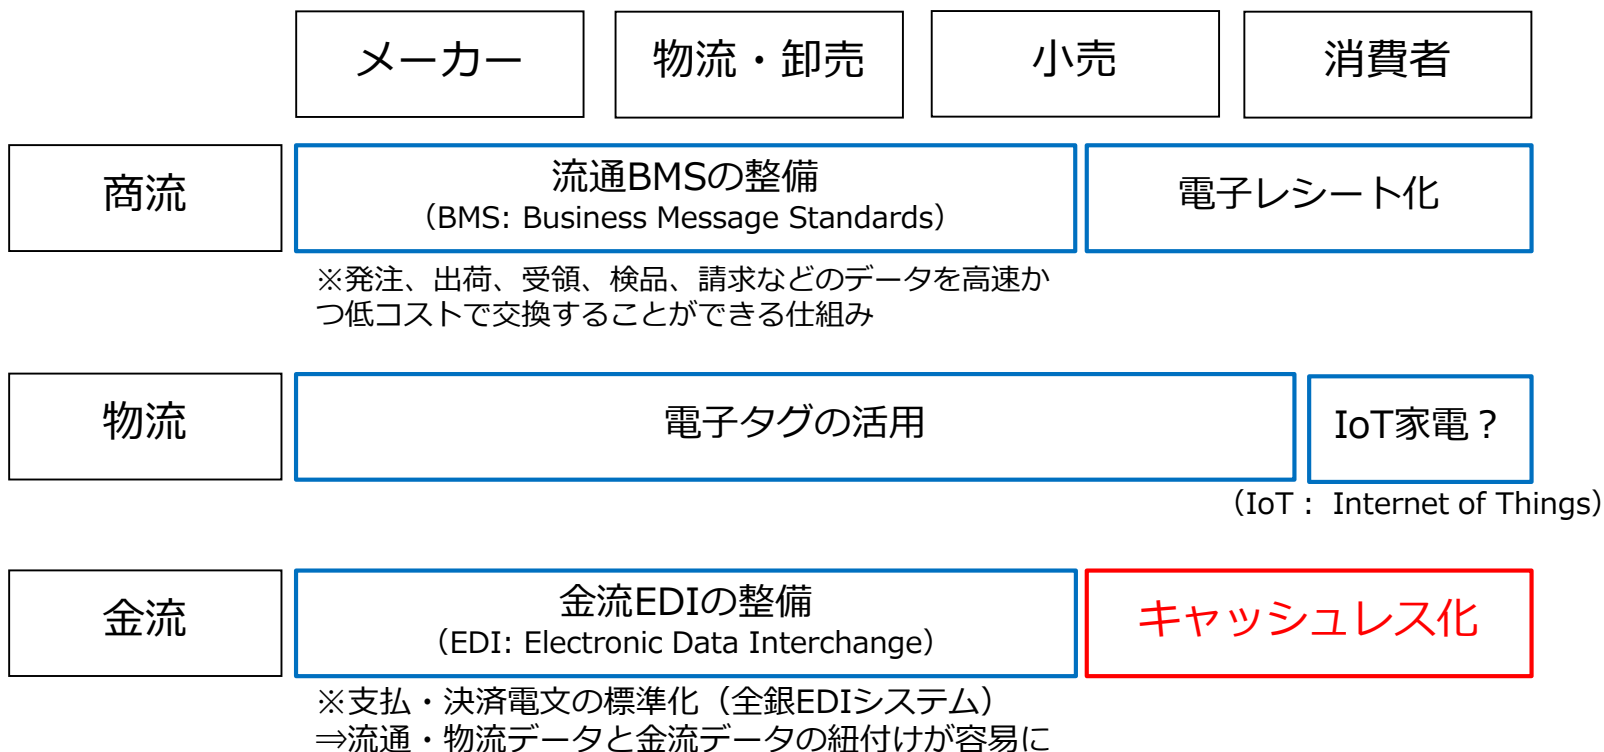 メーカー
物流・卸売
小売
消費者
商流
流通BMSの整備
（BMS: Business Message Standards）
電子レシート化
※発注、出荷、受領、検品、請求などのデータを高速か
つ低コストで交換することができる仕組み
物流
電子タグの活用
IoT家電？
（IoT： Internet of Things）
金流
金流EDIの整備
（EDI: Electronic Data Interchange）
キャッシュレス化
※支払・決済電文の標準化（全銀EDIシステム）
⇒流通・物流データと金流データの紐付けが容易に